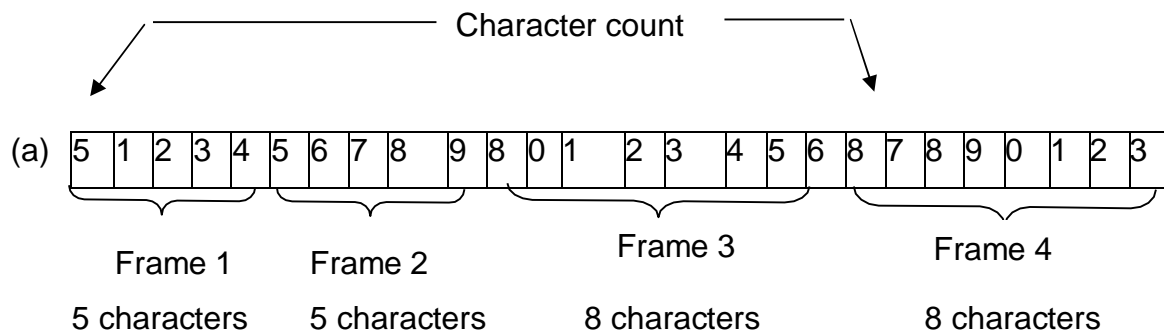 Character count
(a) 5 1 2 3 4 5 6 7 8 9 8 0 1 2 3 4 5 6 8 7 8 9 0 1 2 3
Frame 1 Frame 2 Frame 3 Frame 4
5 characters 5 characters 8 characters 8 characters